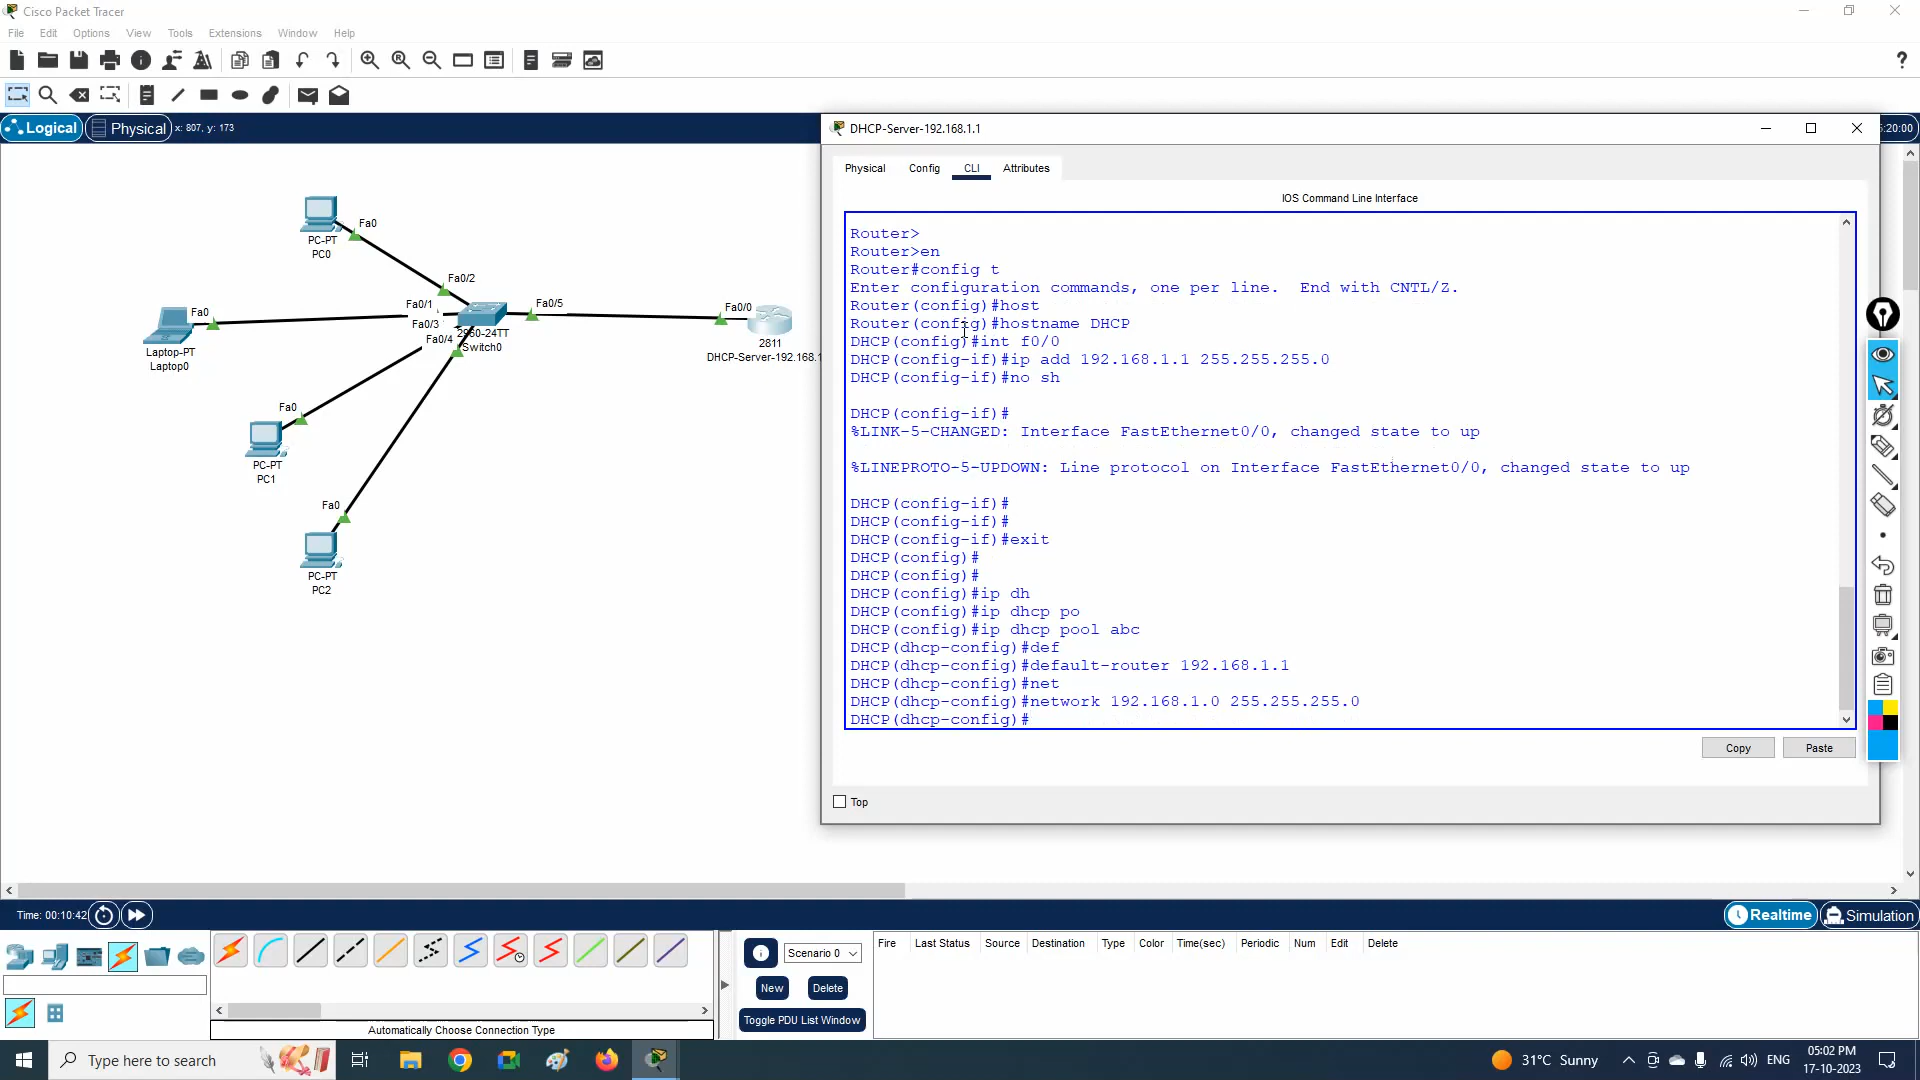 Cisco Packet Tracer
File Edit Options View Tools Extensions Window Help
Logical Physical x: 807, y: 173
PC-PT
PC0
Fa0
Fa0/2
Fa0/1
Fa0/3
Fa0/4
Fa0/5
2960-24TT
Switch0
Fa0
Laptop-PT
Laptop0
Fa0
PC-PT
PC1
Fa0
PC-PT
PC2
Fa0/0
2811
DHCP-Server-192.168.1
DHCP-Server-192.168.1.1
:20:00
Physical Config CLI Attributes
IOS Command Line Interface
Router>
Router>en
Router#config t
Enter configuration commands, one per line. End with CNTL/Z.
Router(config)#host
Router(config)#hostname DHCP
DHCP(config)#int f0/0
DHCP(config-if)#ip add 192.168.1.1 255.255.255.0
DHCP(config-if)#no sh
DHCP(config-if)#
%LINK-5-CHANGED: Interface FastEthernet0/0, changed state to up
%LINEPROTO-5-UPDOWN: Line protocol on Interface FastEthernet0/0, changed state to up
DHCP(config-if)#
DHCP(config-if)#
DHCP(config-if)#exit
DHCP(config)#
DHCP(config)#
DHCP(config)#ip dh
DHCP(config)#ip dhcp po
DHCP(config)#ip dhcp pool abc
DHCP(dhcp-config)#def
DHCP(dhcp-config)#default-router 192.168.1.1
DHCP(dhcp-config)#net
DHCP(dhcp-config)#network 192.168.1.0 255.255.255.0
DHCP(dhcp-config)#
Copy Paste
Top
Time: 00:10:42
Realtime Simulation
Scenario 0
New Delete
Toggle PDU List Window
Fire Last Status Source Destination Type Color Time(sec) Periodic Num Edit Delete
Automatically Choose Connection Type
Type here to search
31°C Sunny
ENG
05:02 PM
17-10-2023